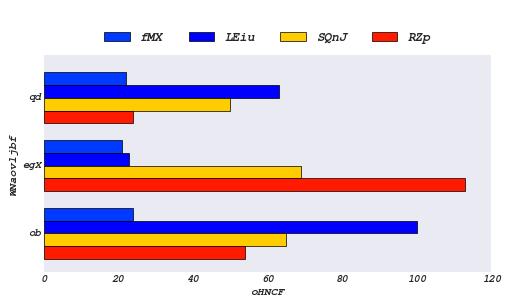 fMX LEiu SQnJ RZp
qd
egX
ob
WNaovljbf
0 20 40 60 80 100 120
oHNCF